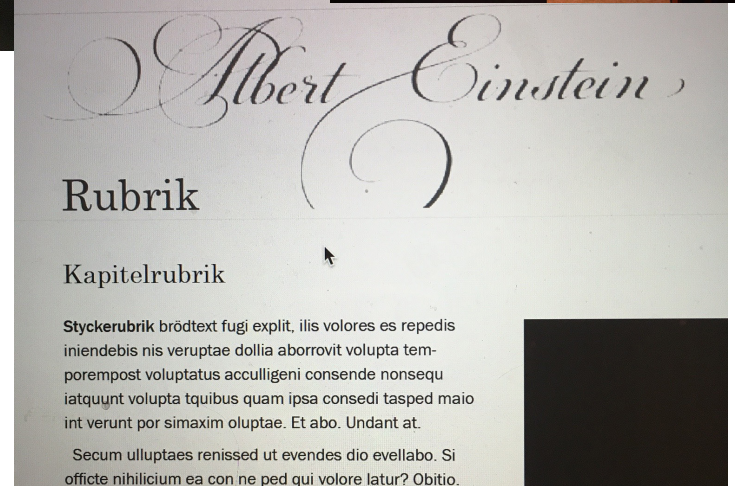 Albert Einstein
Rubrik
Kapitelrubrik
Styckerubrik brödtext fugi explit, ilis volores es repedis
iniendebis nis veruptae dollia aborrovit volupta tem-
porempost voluptatus acculligeni consende nonsequ
iatquunt volupta tquibus quam ipsa consedi tasped maio
int verunt por simaxim oluptae. Et abo. Undant at.
Secum ulluptaes renissed ut evendes dio evellabo. Si
officte nihilicium ea con ne ped qui volore latur? Obitio.